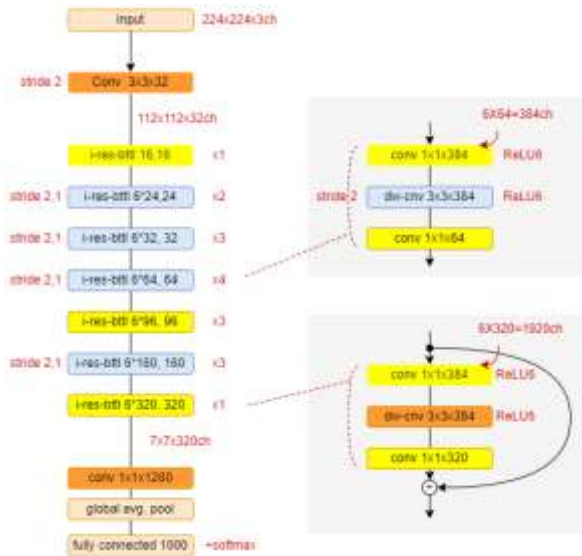 input
224x224x3ch
stride 2
Conv 3x3x32
112x112x32ch
i-res-bttl 16,16
x1
stride 2,1
i-res-bttl 6*24,24
x2
stride 2,1
i-res-bttl 6*32, 32
x3
stride 2,1
i-res-bttl 6*64, 64
x4
i-res-bttl 6*96, 96
x3
stride 2,1
i-res-bttl 6*160, 160
x3
i-res-bttl 6*320, 320
x1
7x7x320ch
conv 1x1x1280
global avg. pool
fully connected 1000
+softmax
6X64=384ch
conv 1x1x384
ReLU6
stride 2
dw-cnv 3x3x384
ReLU6
conv 1x1x64
6X320=1920ch
conv 1x1x384
ReLU6
dw-cnv 3x3x384
ReLU6
conv 1x1x320
+